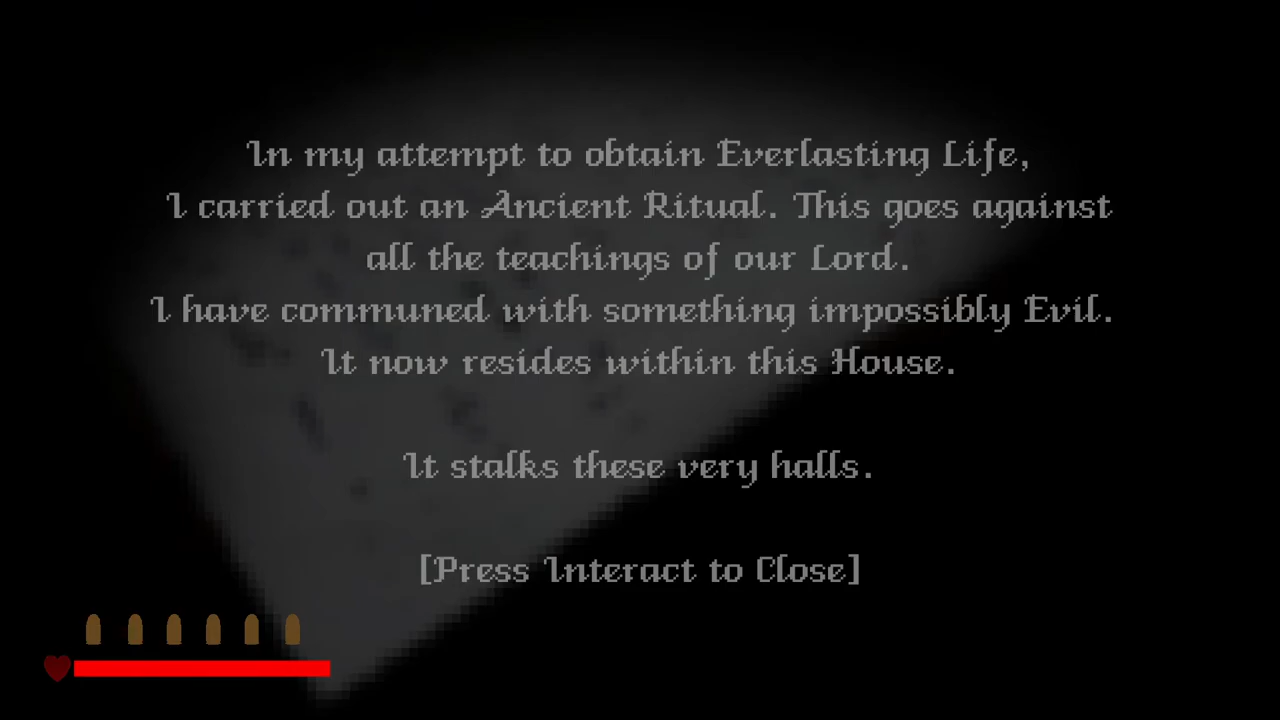 In my attempt to obtain Everlasting Life,
I carried out an Ancient Ritual. This goes against
all the teachings of our Lord.
I have communed with something impossibly Evil.
It now resides within this House.
It stalks these very halls.
[Press Interact to Close]